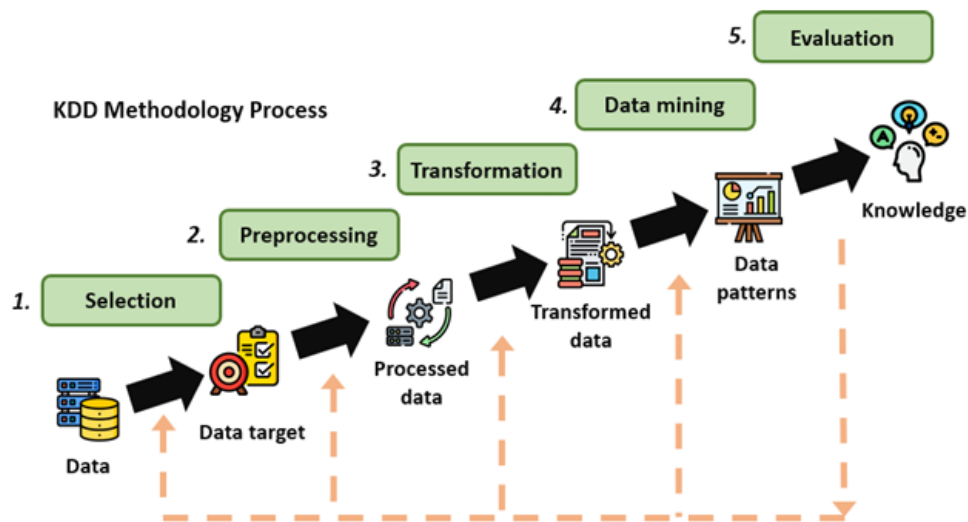 KDD Methodology Process
1. Selection
2. Preprocessing
3. Transformation
4. Data mining
5. Evaluation
Data
Data target
Processed
data
Transformed
data
Data
patterns
Knowledge
A